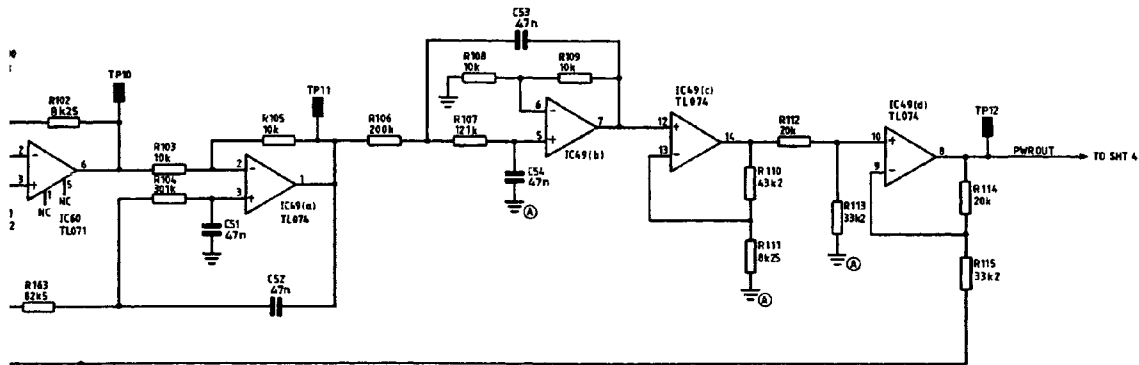 C53
47n
R108
10k
R109
10k
TP10
TP11
IC49(c)
TL074
IC49(d)
TL074
TP12
R102
8k25
R105
10k
R106
200k
R107
121k
6
5
7
IC49(b)
12
13
14
R112
20k
10
9
8
PWROUT
TO SHT 4
2
3
6
1
5
NC
NC
IC60
TL071
R103
10k
R104
301k
2
3
1
IC49(a)
TL074
C51
47n
C54
47n
A
R110
43k2
R111
8k25
A
R113
33k2
A
R114
20k
R115
33k2
R163
82k5
C52
47n